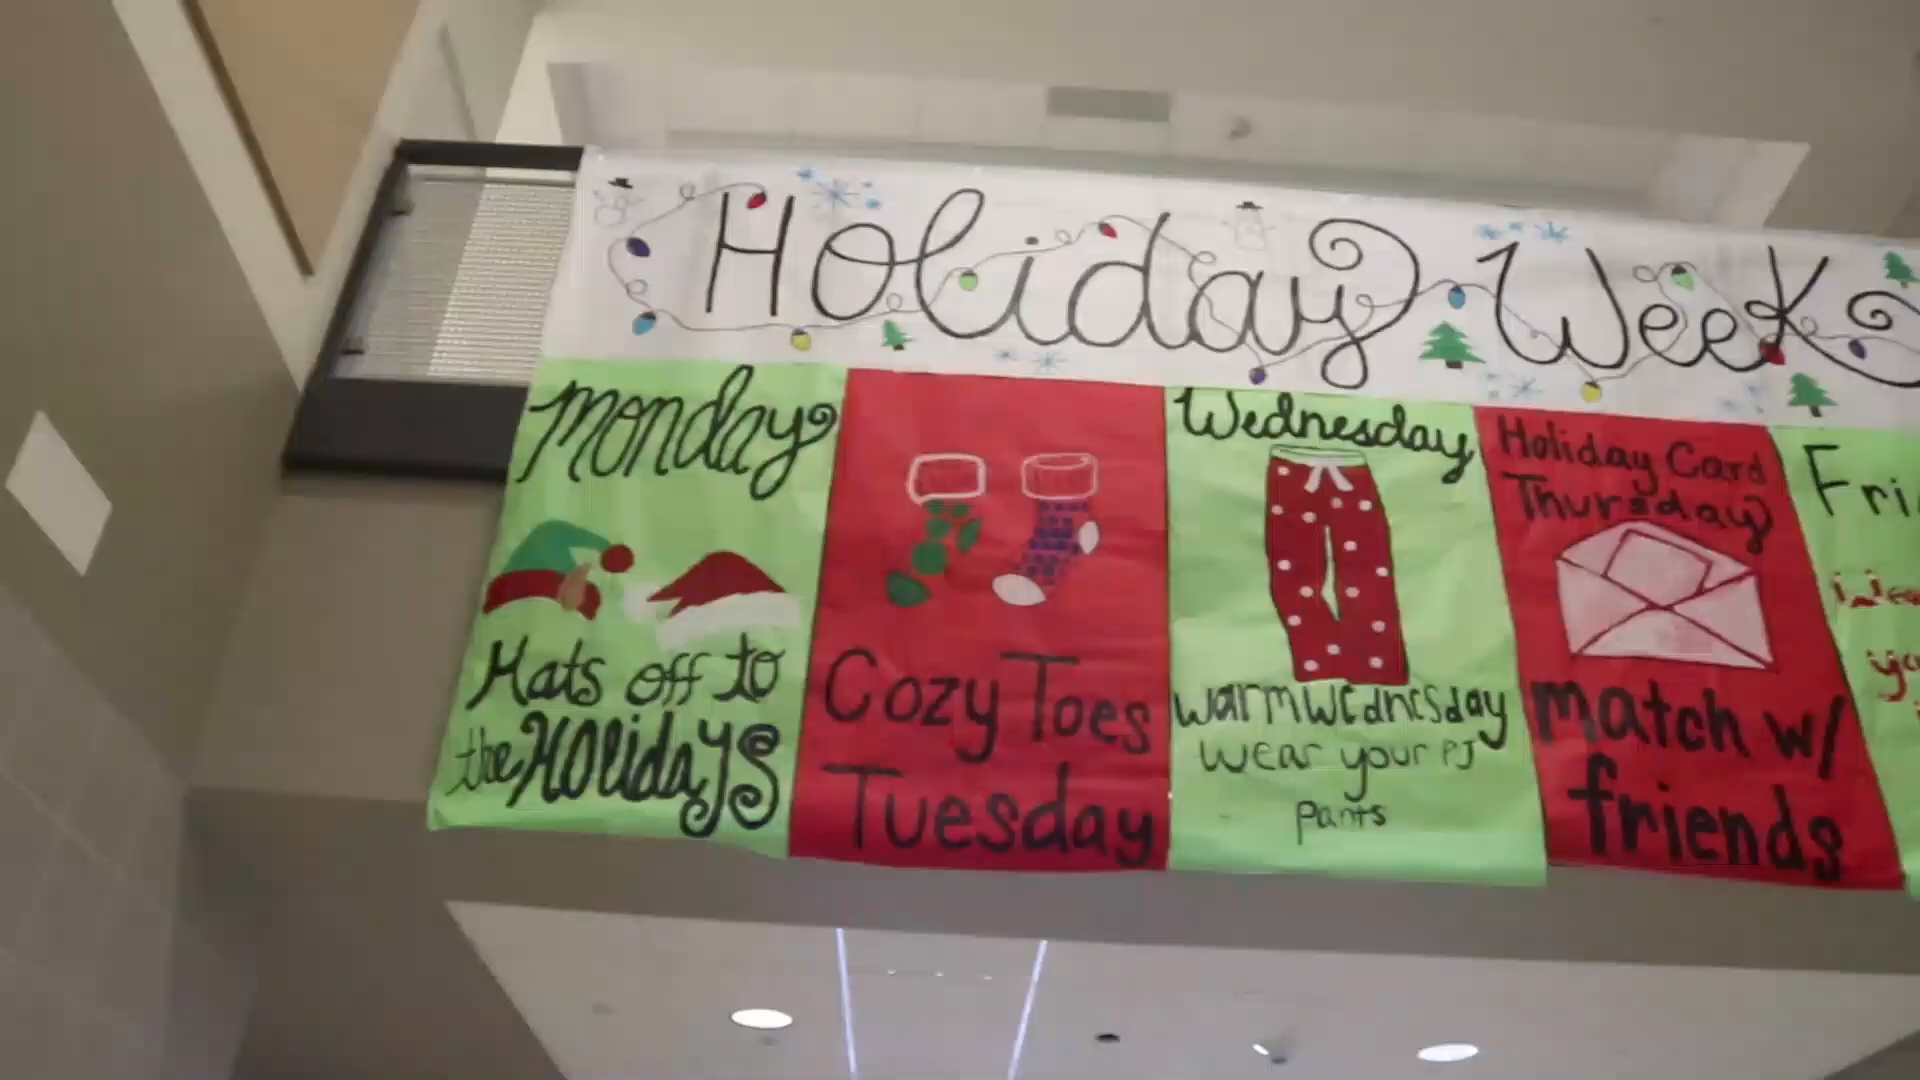 Holiday Week
Monday
Hats off to
the HOlidayS
Cozy Toes
Tuesday
Wednesday
Warm Wednesday
Wear your PJ
pants
Holiday Card
Thursday
match w/
friends